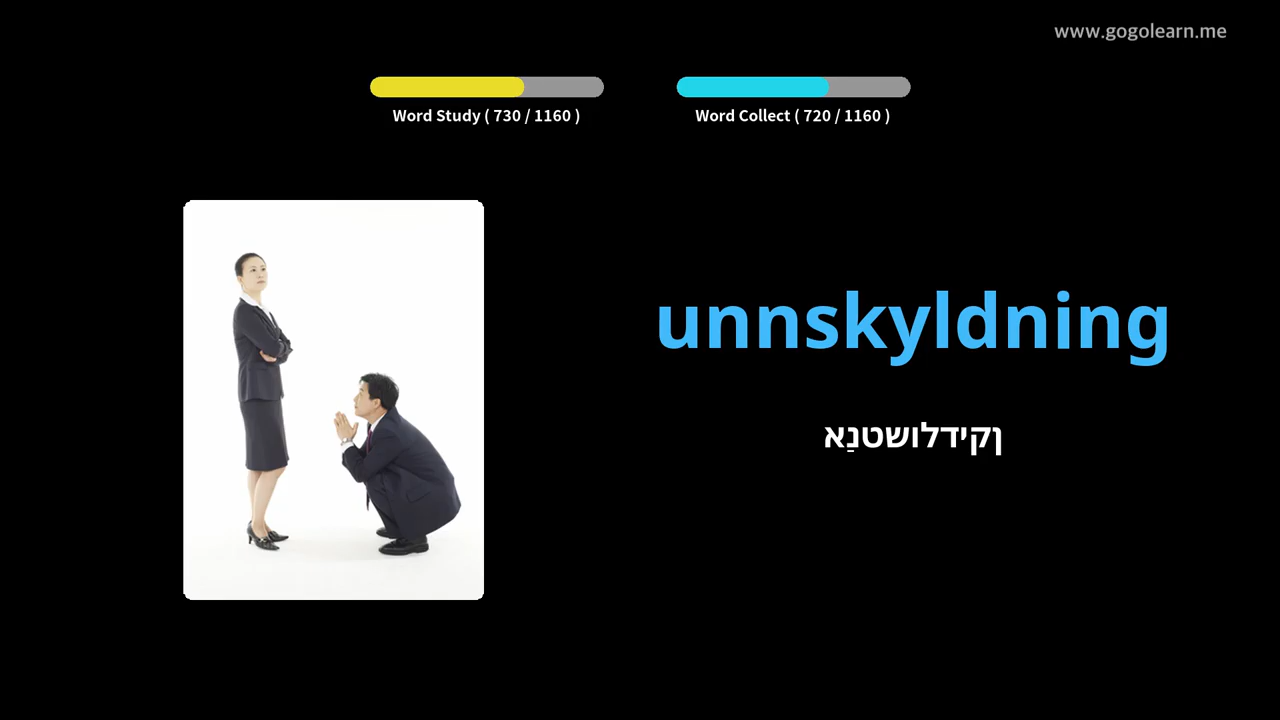 www.gogolearn.me
Word Study ( 730 / 1160 )
Word Collect ( 720 / 1160 )
unnskyldning
ןקידלושטנַא